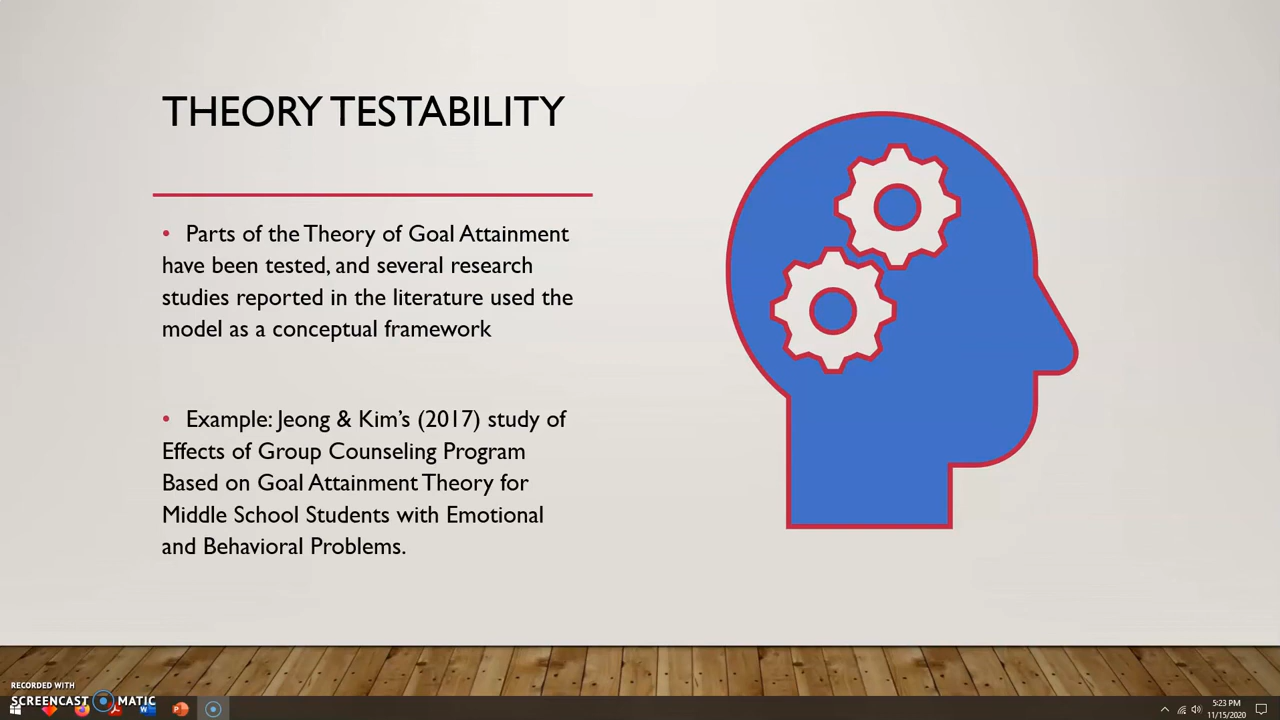 THEORY TESTABILITY
• Parts of the Theory of Goal Attainment
have been tested, and several research
studies reported in the literature used the
model as a conceptual framework
• Example: Jeong & Kim’s (2017) study of
Effects of Group Counseling Program
Based on Goal Attainment Theory for
Middle School Students with Emotional
and Behavioral Problems.
RECORDED WITH
SCREENCAST MATIC
5:23 PM
11/15/2020